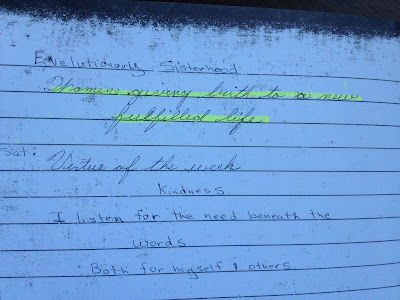 Evolutionary Sisterhood
Women giving birth to a new
fulfilled life
Sat: Virtue of the week
Kindness
I listen for the need beneath the
words
Both for myself & others